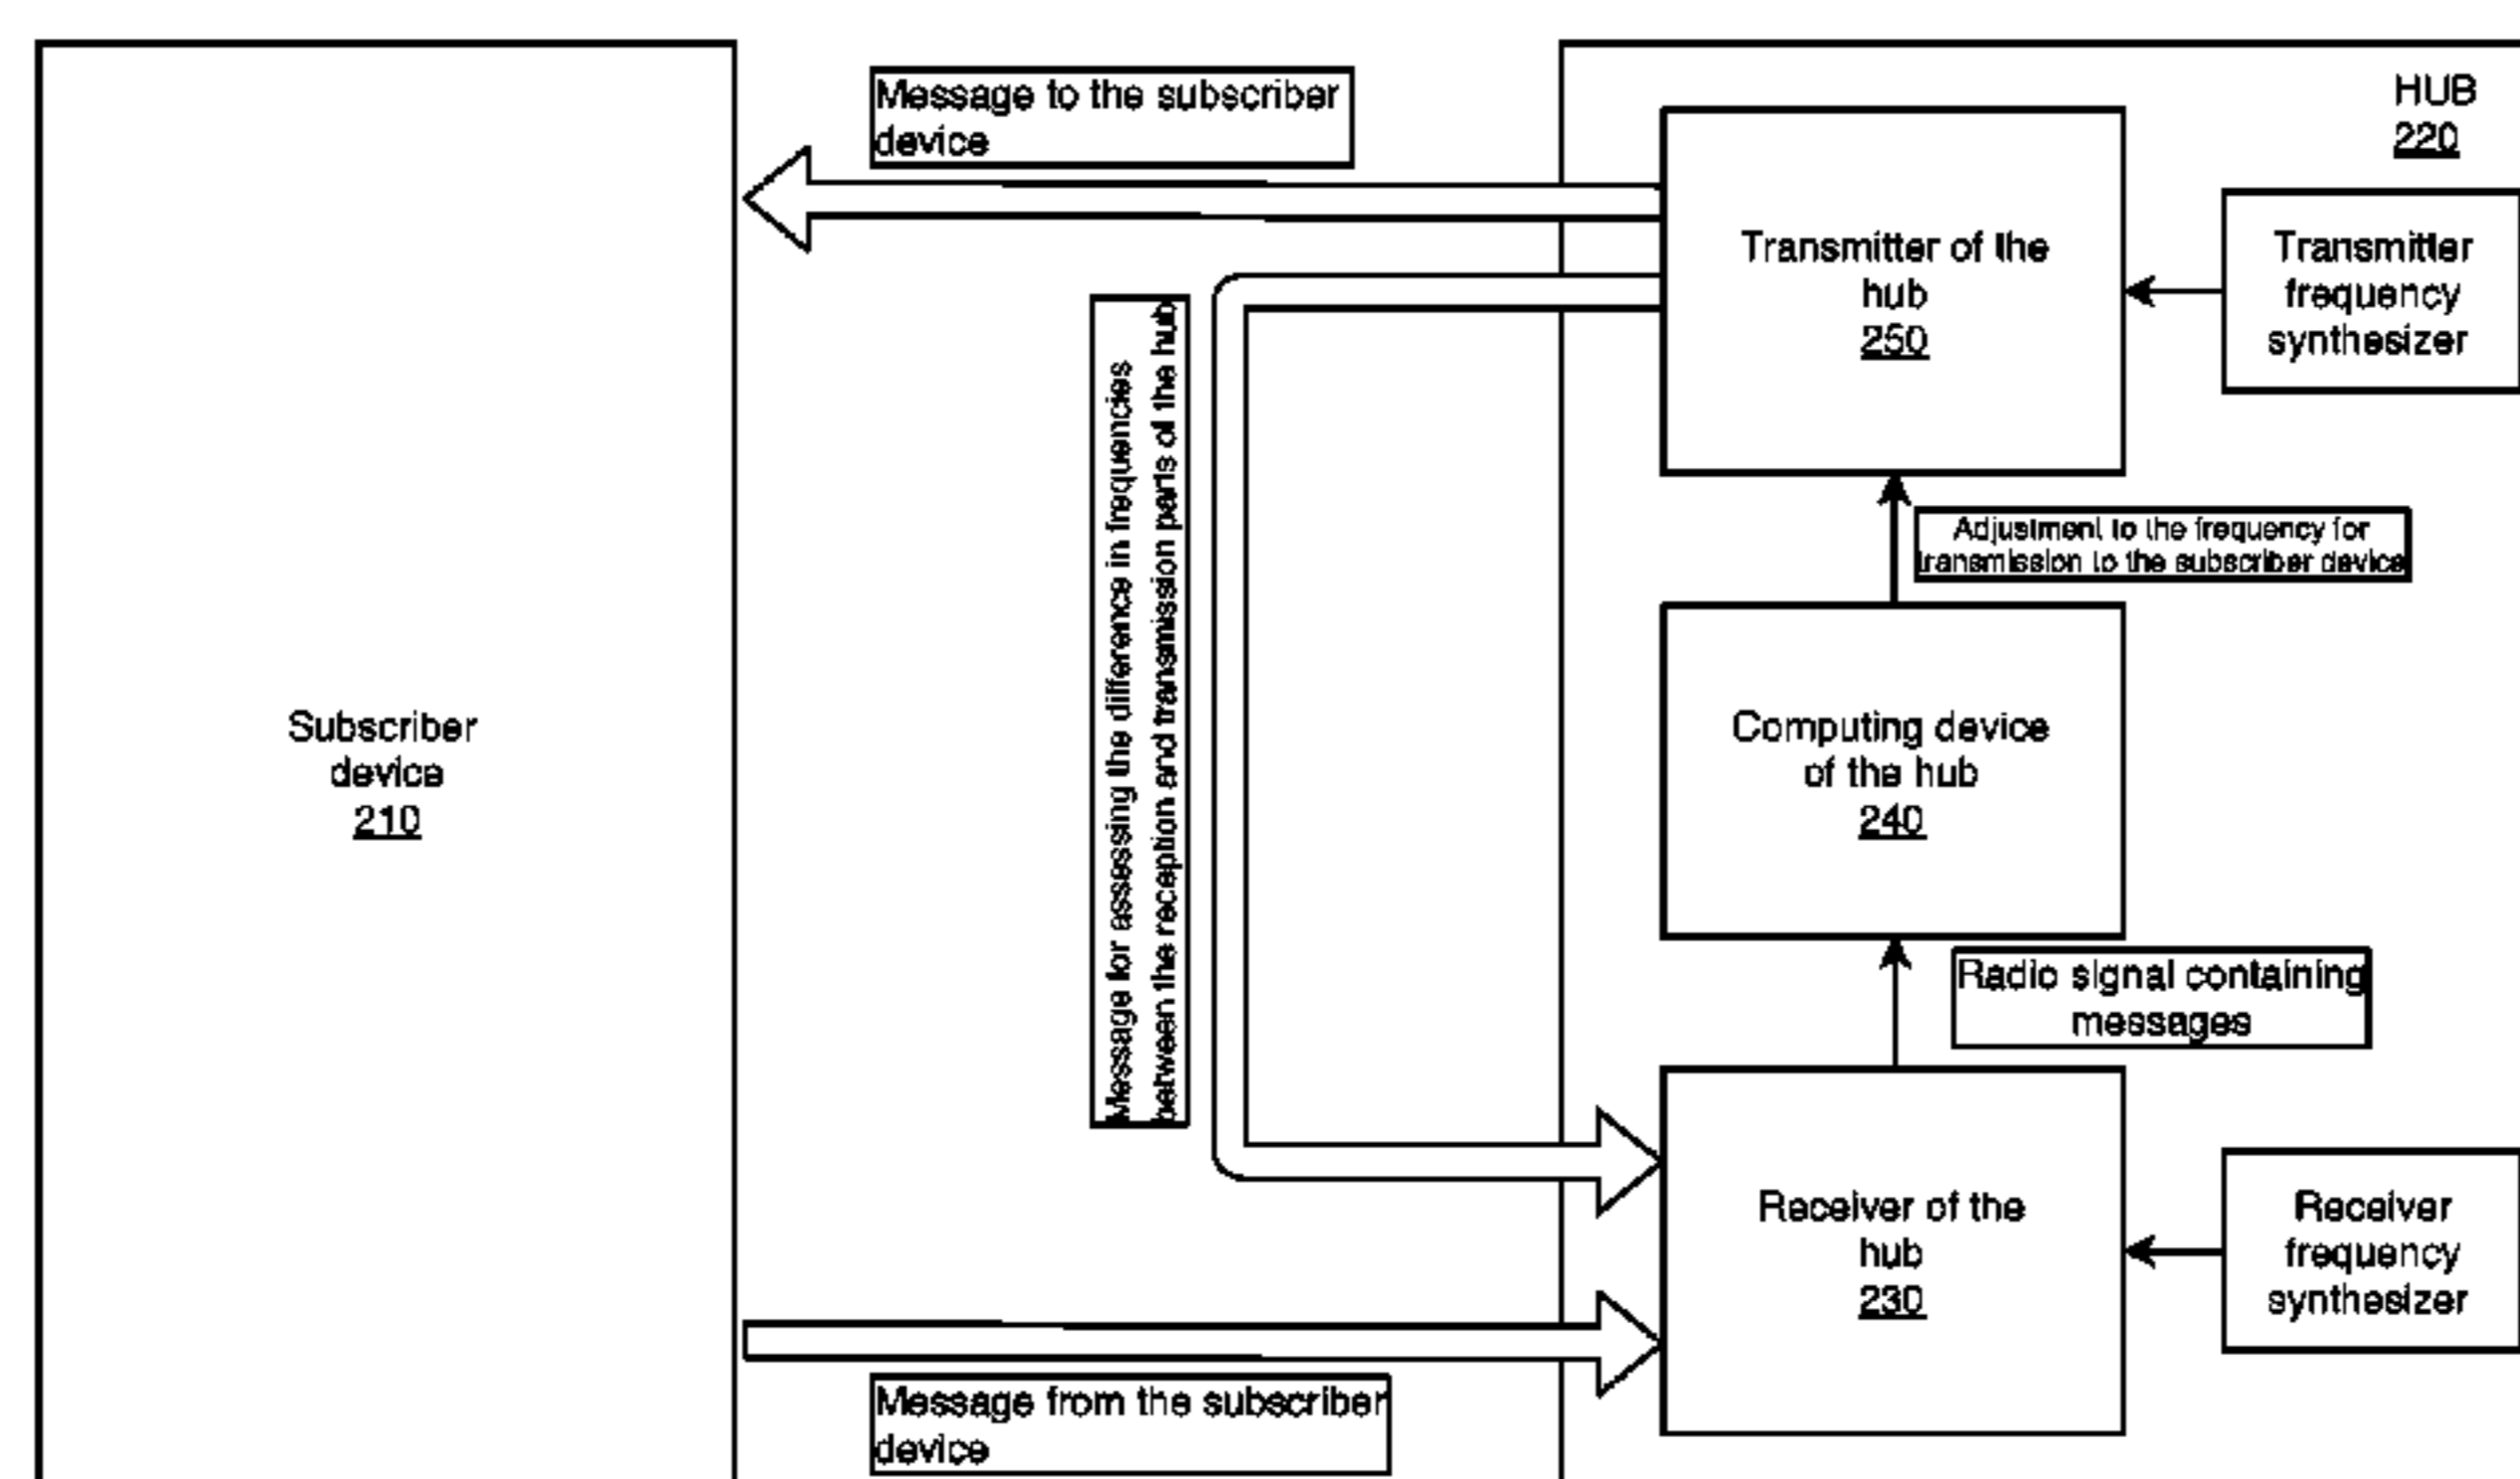 Message to the subscriber
device
HUB
220
Transmitter of the
hub
250
Transmitter
frequency
synthesizer
Message for assessing the difference in frequencies
between the reception and transmission paris of the hub
Adjustment to the frequency for
transmission to the subscriber device
Subscriber
device
210
Computing device
of the hub
240
Radio signal containing
messages
Receiver of the
hub
230
Receiver
frequency
synthesizer
Message from the subscriber
device